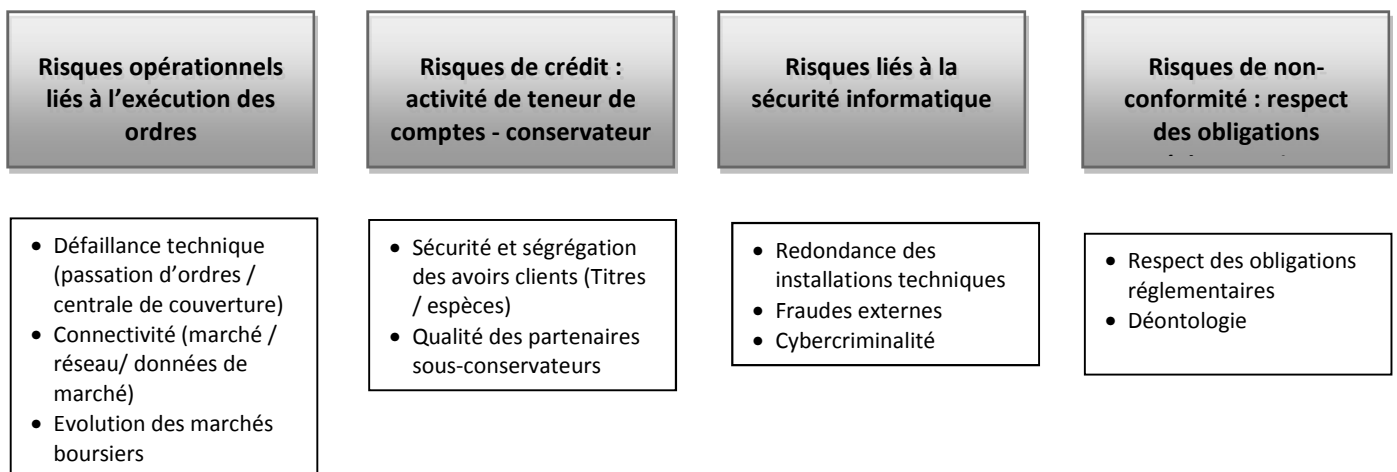 Risques opérationnels
liés à l’exécution des
ordres
Risques de crédit :
activité de teneur de
comptes - conservateur
Risques liés à la
sécurité informatique
Risques de non-
conformité : respect
des obligations
• Défaillance technique
(passation d’ordres /
centrale de couverture)
• Connectivité (marché /
réseau/ données de
marché)
• Evolution des marchés
boursiers
• Sécurité et ségrégation
des avoirs clients (Titres
/ espèces)
• Qualité des partenaires
sous-conservateurs
• Redondance des
installations techniques
• Fraudes externes
• Cybercriminalité
• Respect des obligations
réglementaires
• Déontologie